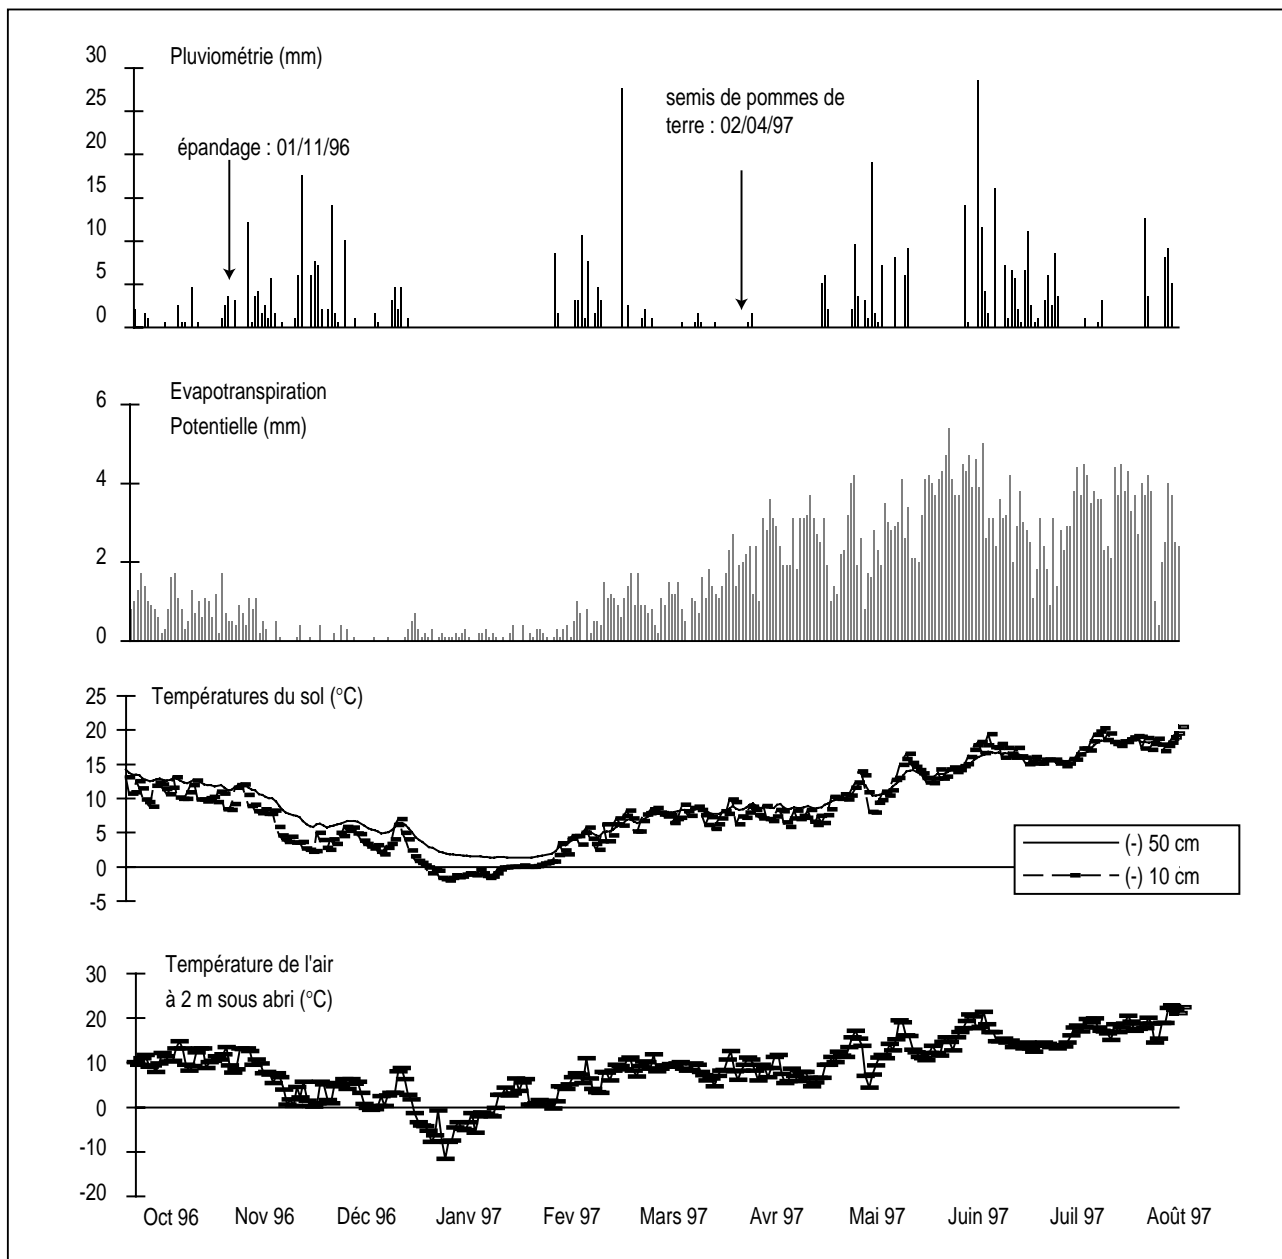 30
Pluviométrie (mm)
25
semis de pommes de
terre : 02/04/97
20
épandage : 01/11/96
15
10
5
0
Evapotranspiration
Potentielle (mm)
6
4
2
0
25
Températures du sol (°C)
20
15
10
5
0
-5
(-) 50 cm
(-) 10 cm
30
Température de l'air
à 2 m sous abri (°C)
20
10
0
-10
-20
Oct 96 Nov 96 Déc 96 Janv 97 Fev 97 Mars 97 Avr 97 Mai 97 Juin 97 Juil 97 Août 97